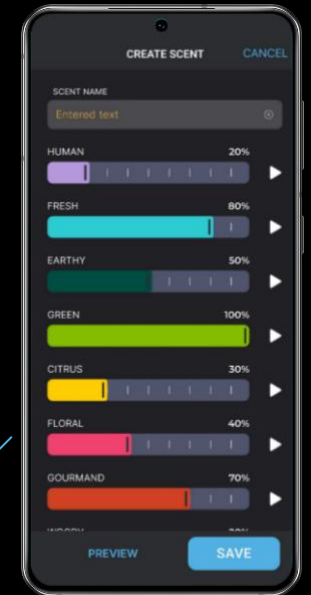 CREATE SCENT CANCEL
SCENT NAME
Entered text
HUMAN 20%
FRESH 80%
EARTHY 50%
GREEN 100%
CITRUS 30%
FLORAL 40%
GOURMAND 70%
PREVIEW SAVE